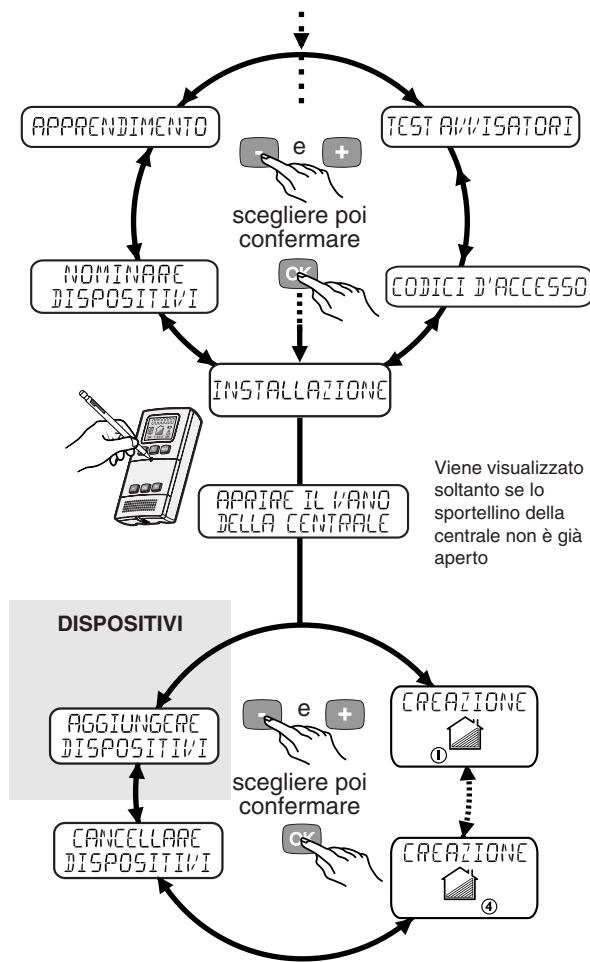 APPRENDIMENTO
TEST AVVISATORI
- e +
scegliere poi
confermare
OK
NOMINARE
DISPOSITIVI
CODICI D'ACCESSO
INSTALLAZIONE
APRIRE IL VANO
DELLA CENTRALE
Viene visualizzato
soltanto se lo
sportellino della
centrale non è già
aperto
DISPOSITIVI
AGGIUNGERE
DISPOSITIVI
- e +
scegliere poi
confermare
OK
CREAZIONE
1
CANCELLARE
DISPOSITIVI
CREAZIONE
4